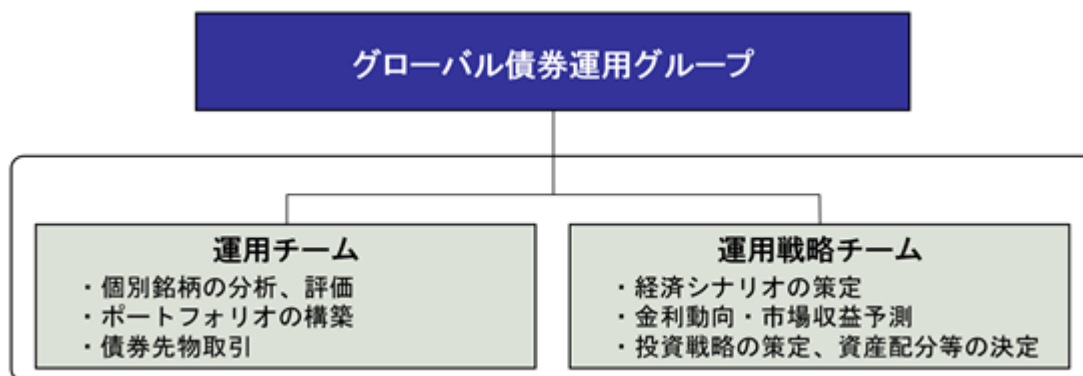 グローバル債券運用グループ
運用チーム
・個別銘柄の分析、評価
・ポートフォリオの構築
・債券先物取引
運用戦略チーム
・経済シナリオの策定
・金利動向・市場収益予測
・投資戦略の策定、資産配分等の決定